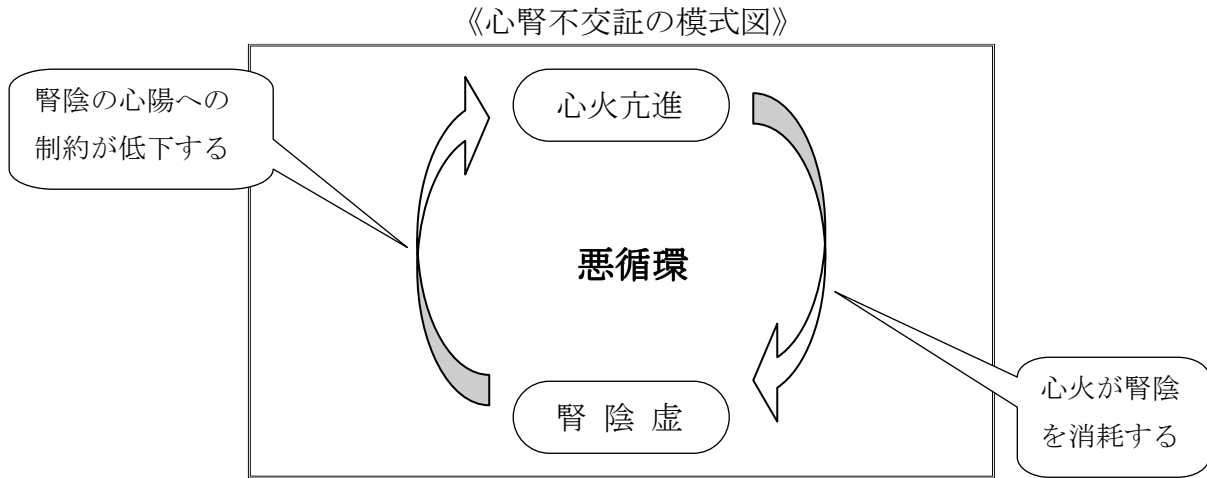 《心腎不交証の模式図》
腎陰の心陽への
制約が低下する
心火亢進
悪循環
腎 陰 虚
心火が腎陰
を消耗する